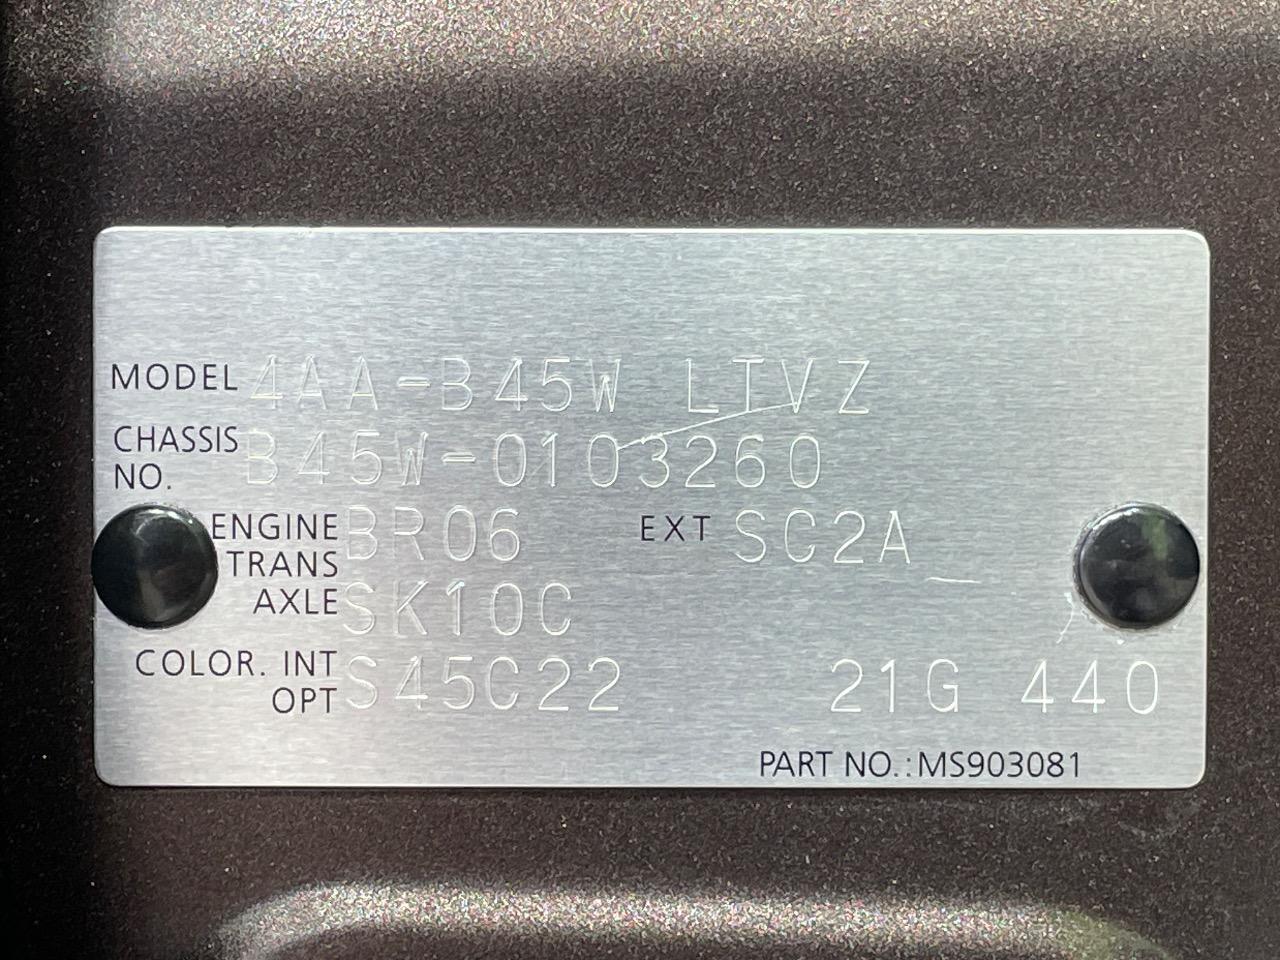 MODEL 4AA-B45W LTVZ
CHASSIS NO. B45W-0103260
ENGINE BR06 EXT SC2A_
TRANS AXLE SK10C
COLOR. INT OPT S45C22 21G 440
PART NO.:MS903081